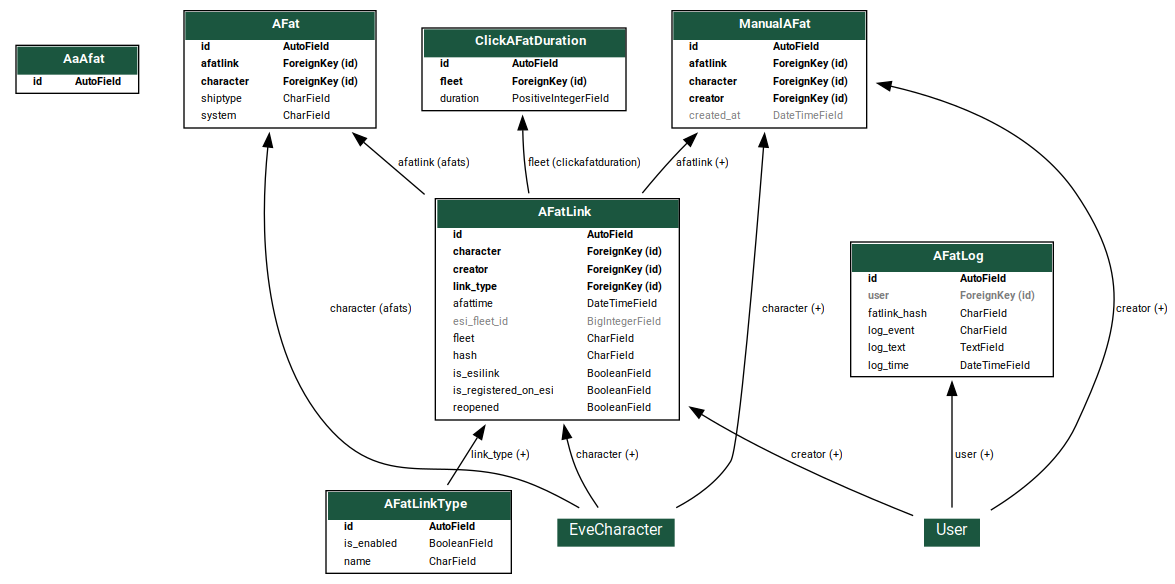 AaAfat
id AutoField
AFat
id AutoField
afatlink ForeignKey (id)
character ForeignKey (id)
shiptype CharField
system CharField
ClickAFatDuration
id AutoField
fleet ForeignKey (id)
duration PositiveIntegerField
ManualAFat
id AutoField
afatlink ForeignKey (id)
character ForeignKey (id)
creator ForeignKey (id)
created_at DateTimeField
afatlink (afats)
fleet (clickafatduration)
afatlink (+)
AFatLink
id AutoField
character ForeignKey (id)
creator ForeignKey (id)
link_type ForeignKey (id)
afattime DateTimeField
esi_fleet_id BigIntegerField
fleet CharField
hash CharField
is_esilink BooleanField
is_registered_on_esi BooleanField
reopened BooleanField
AFatLog
id AutoField
user ForeignKey (id)
fatlink_hash CharField
log_event CharField
log_text TextField
log_time DateTimeField
character (afats)
character (+)
creator (+)
link_type (+)
character (+)
creator (+)
user (+)
AFatLinkType
id AutoField
is_enabled BooleanField
name CharField
EveCharacter
User